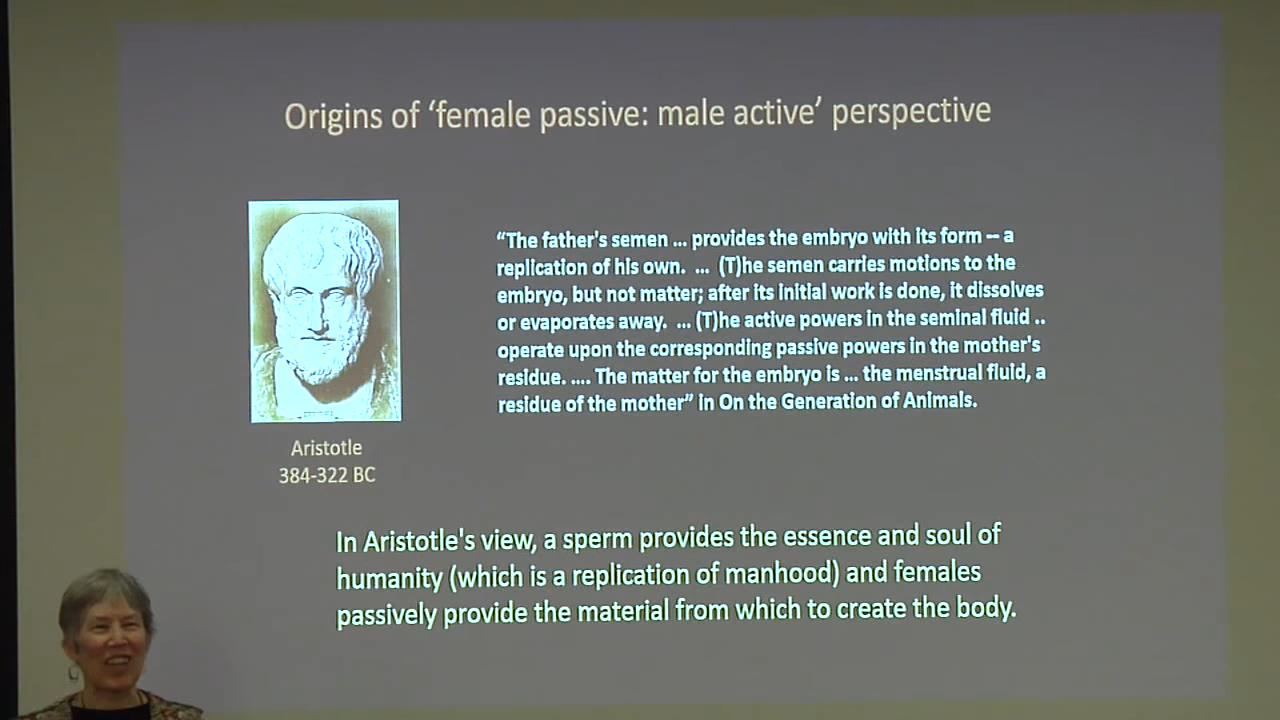 Origins of ‘female passive: male active’ perspective
“The father's semen ... provides the embryo with its form – a
replication of his own. ... (T)he semen carries motions to the
embryo, but not matter; after its initial work is done, it dissolves
or evaporates away. ... (T)he active powers in the seminal fluid ..
operate upon the corresponding passive powers in the mother's
residue. .... The matter for the embryo is ... the menstrual fluid, a
residue of the mother” in On the Generation of Animals.
Aristotle
384-322 BC
In Aristotle's view, a sperm provides the essence and soul of
humanity (which is a replication of manhood) and females
passively provide the material from which to create the body.